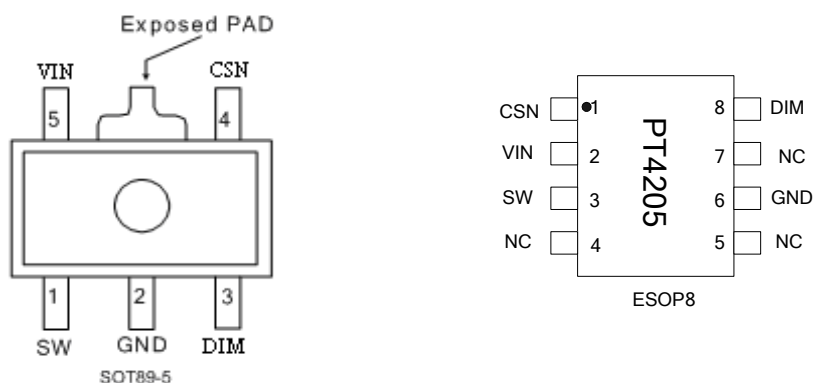 Exposed PAD
VIN
CSN
5
4
1
2
3
SW
GND
DIM
SOT89-5
CSN
1
8
DIM
VIN
2
7
NC
SW
3
6
GND
NC
4
5
NC
PT4205
ESOP8